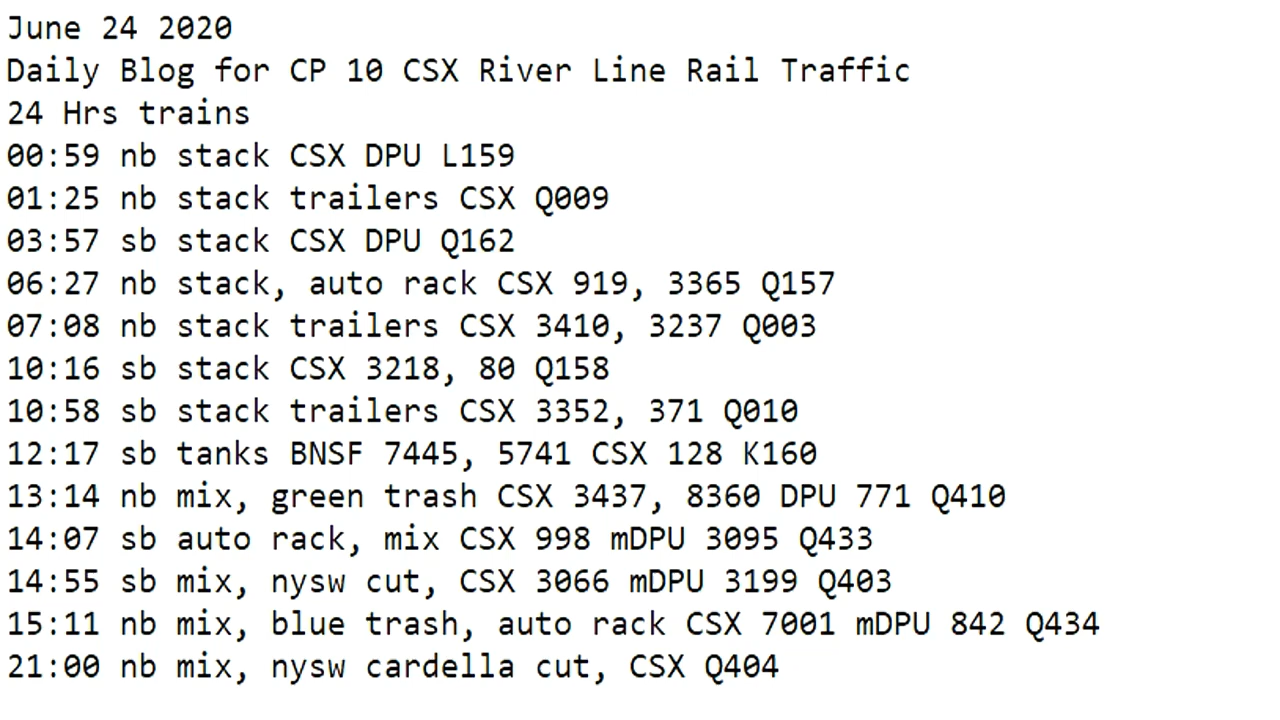 June 24 2020
Daily Blog for CP 10 CSX River Line Rail Traffic
24 Hrs trains
00:59 nb stack CSX DPU L159
01:25 nb stack trailers CSX Q009
03:57 sb stack CSX DPU Q162
06:27 nb stack, auto rack CSX 919, 3365 Q157
07:08 nb stack trailers CSX 3410, 3237 Q003
10:16 sb stack CSX 3218, 80 Q158
10:58 sb stack trailers CSX 3352, 371 Q010
12:17 sb tanks BNSF 7445, 5741 CSX 128 K160
13:14 nb mix, green trash CSX 3437, 8360 DPU 771 Q410
14:07 sb auto rack, mix CSX 998 mDPU 3095 Q433
14:55 sb mix, nysw cut, CSX 3066 mDPU 3199 Q403
15:11 nb mix, blue trash, auto rack CSX 7001 mDPU 842 Q434
21:00 nb mix, nysw cardella cut, CSX Q404